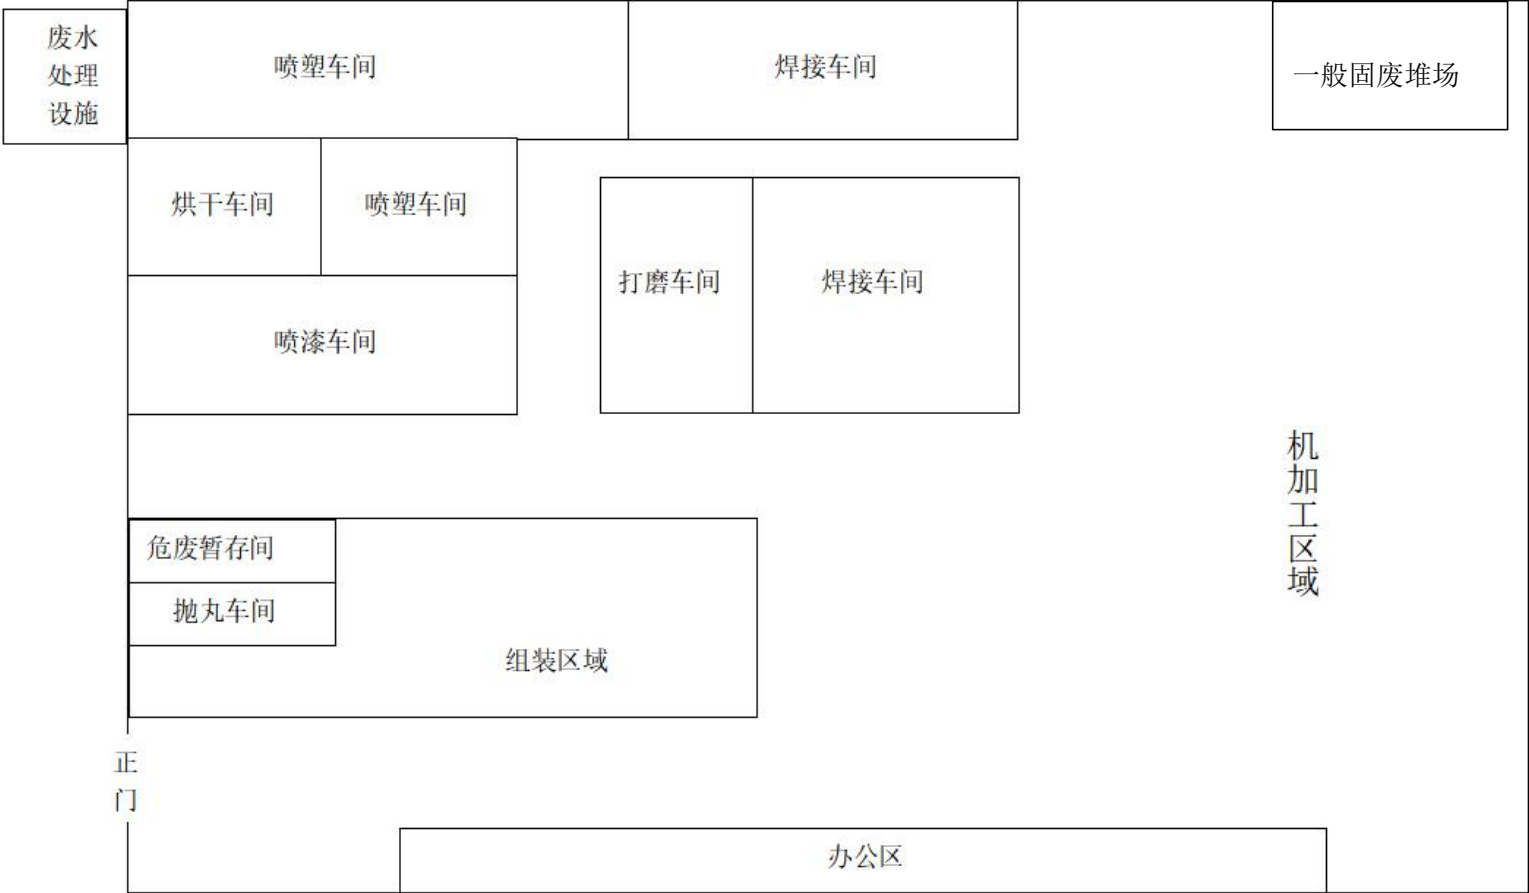 废水
处理
设施
喷塑车间
焊接车间
一般固废堆场
烘干车间
喷塑车间
打磨车间
焊接车间
喷漆车间
机加工区域
危废暂存间
抛丸车间
组装区域
正
门
办公区